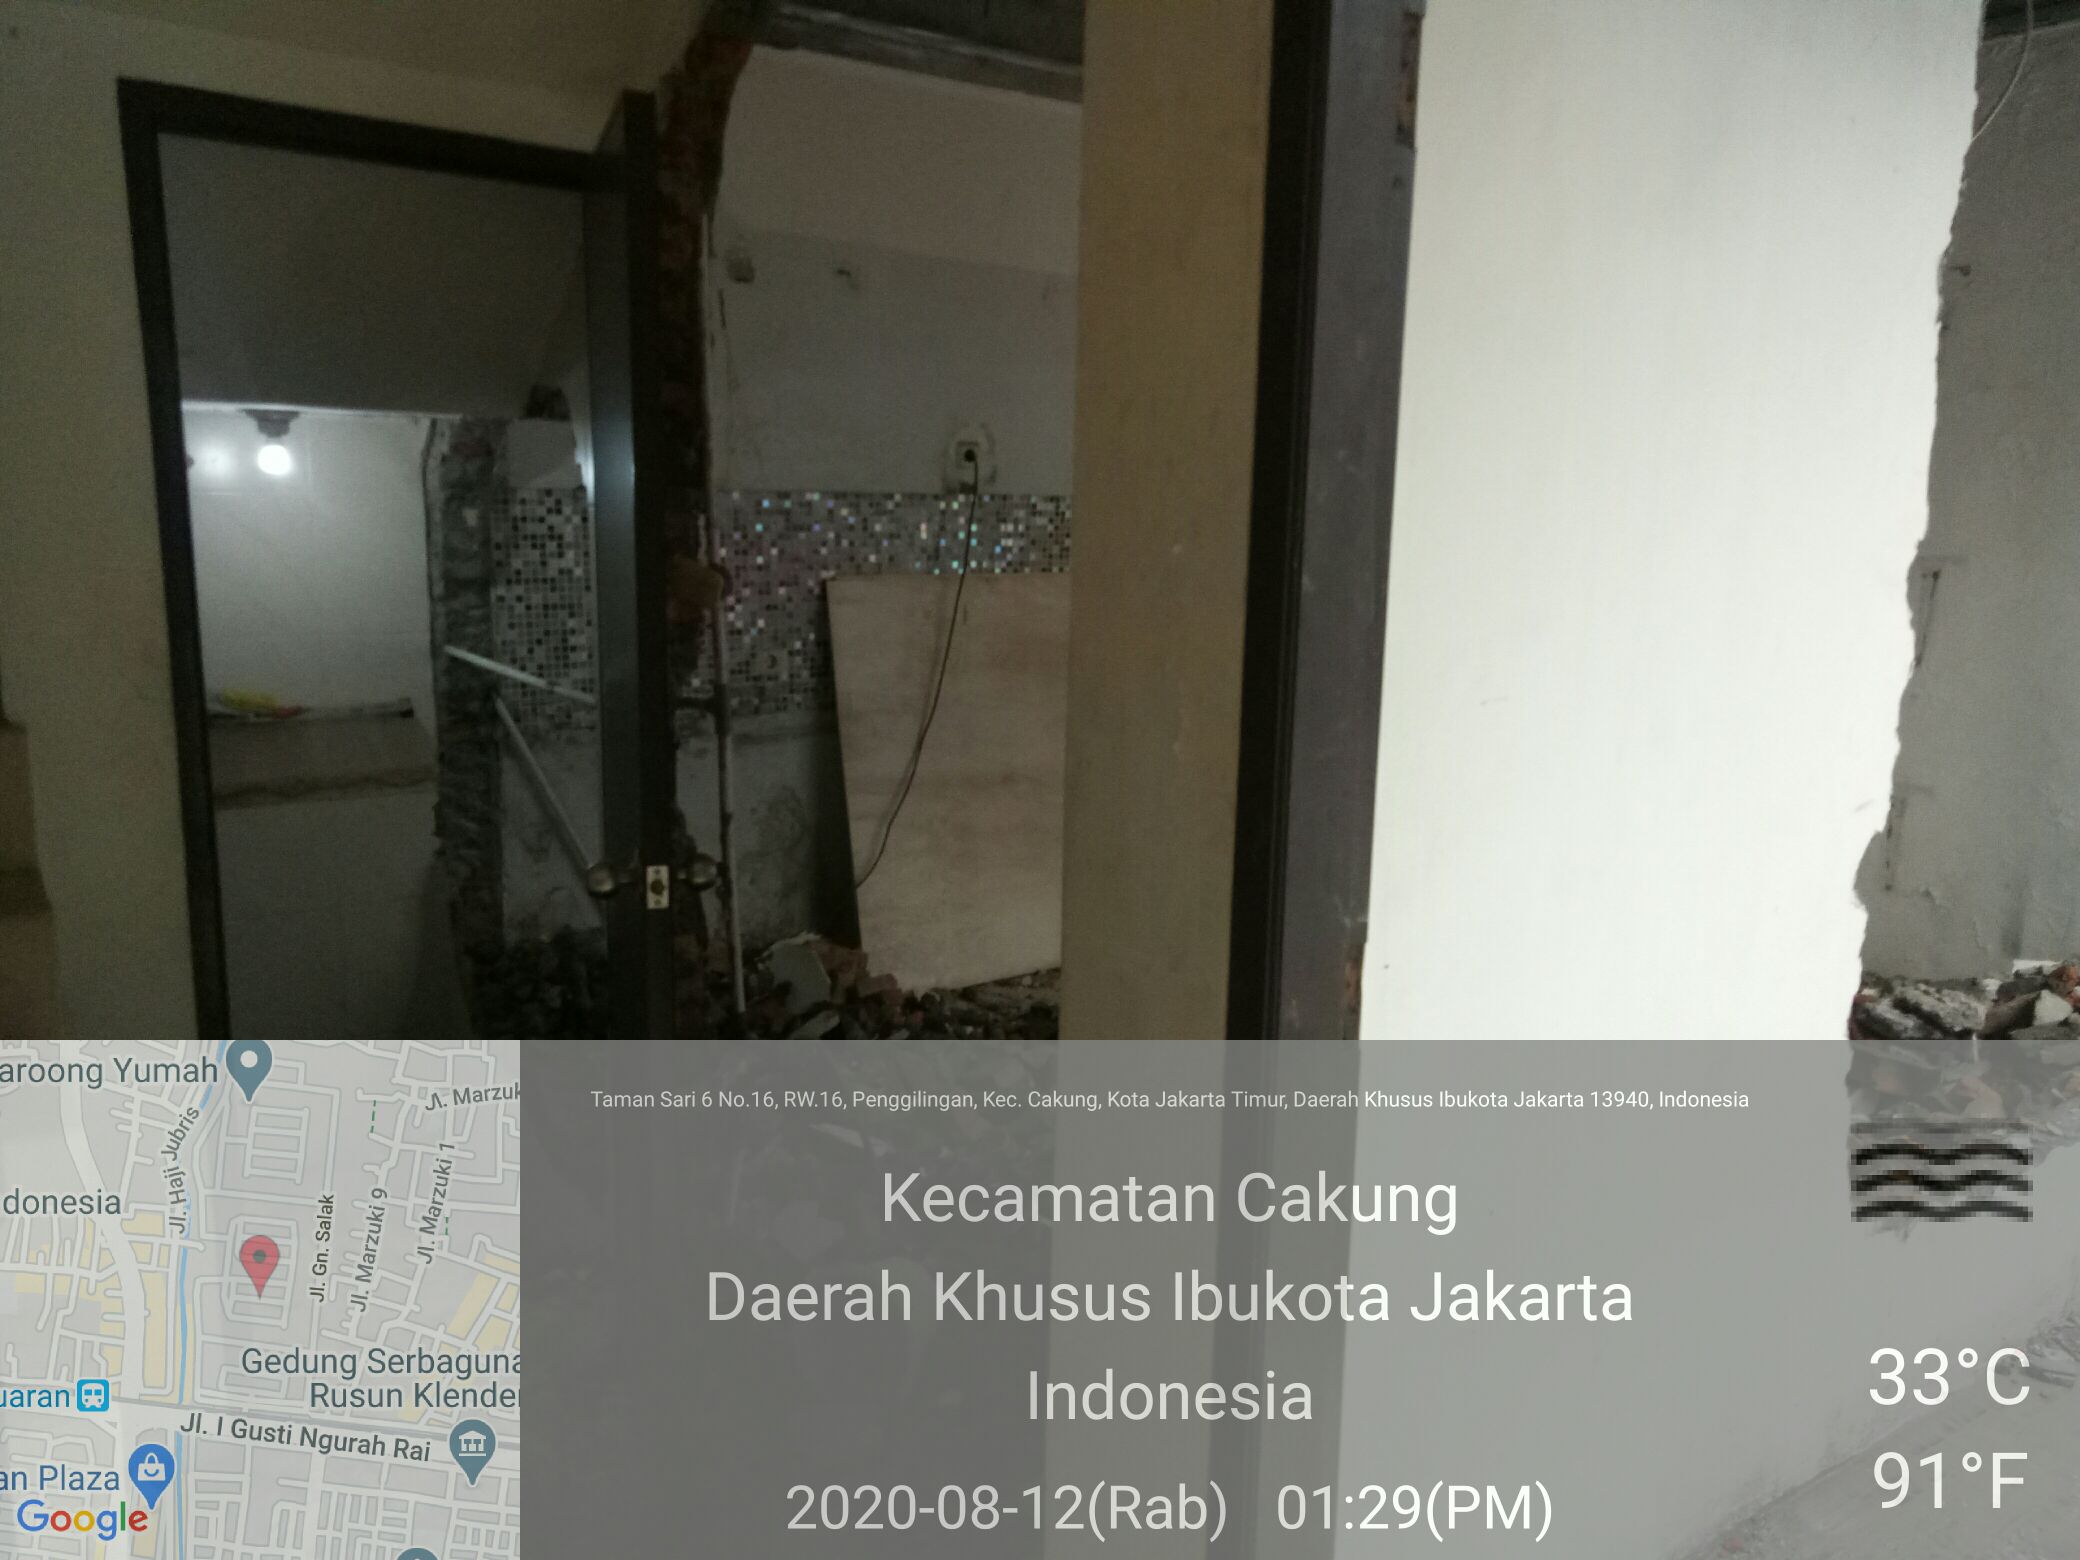 Taman Sari 6 No.16, RW.16, Penggilingan, Kec. Cakung, Kota Jakarta Timur, Daerah Khusus Ibukota Jakarta 13940, Indonesia
Kecamatan Cakung
Daerah Khusus Ibukota Jakarta
Indonesia
2020-08-12(Rab) 01:29(PM)
33°C
91°F
aroong Yumah
Jl. Marzuk
Jl. Haji Jubris
Jl. Marzuki 1
donesia
Jl. Gn. Salak
Jl. Marzuki 9
Gedung Serbaguna
Rusun Klender
uaran
Jl. I Gusti Ngurah Rai
an Plaza
Google